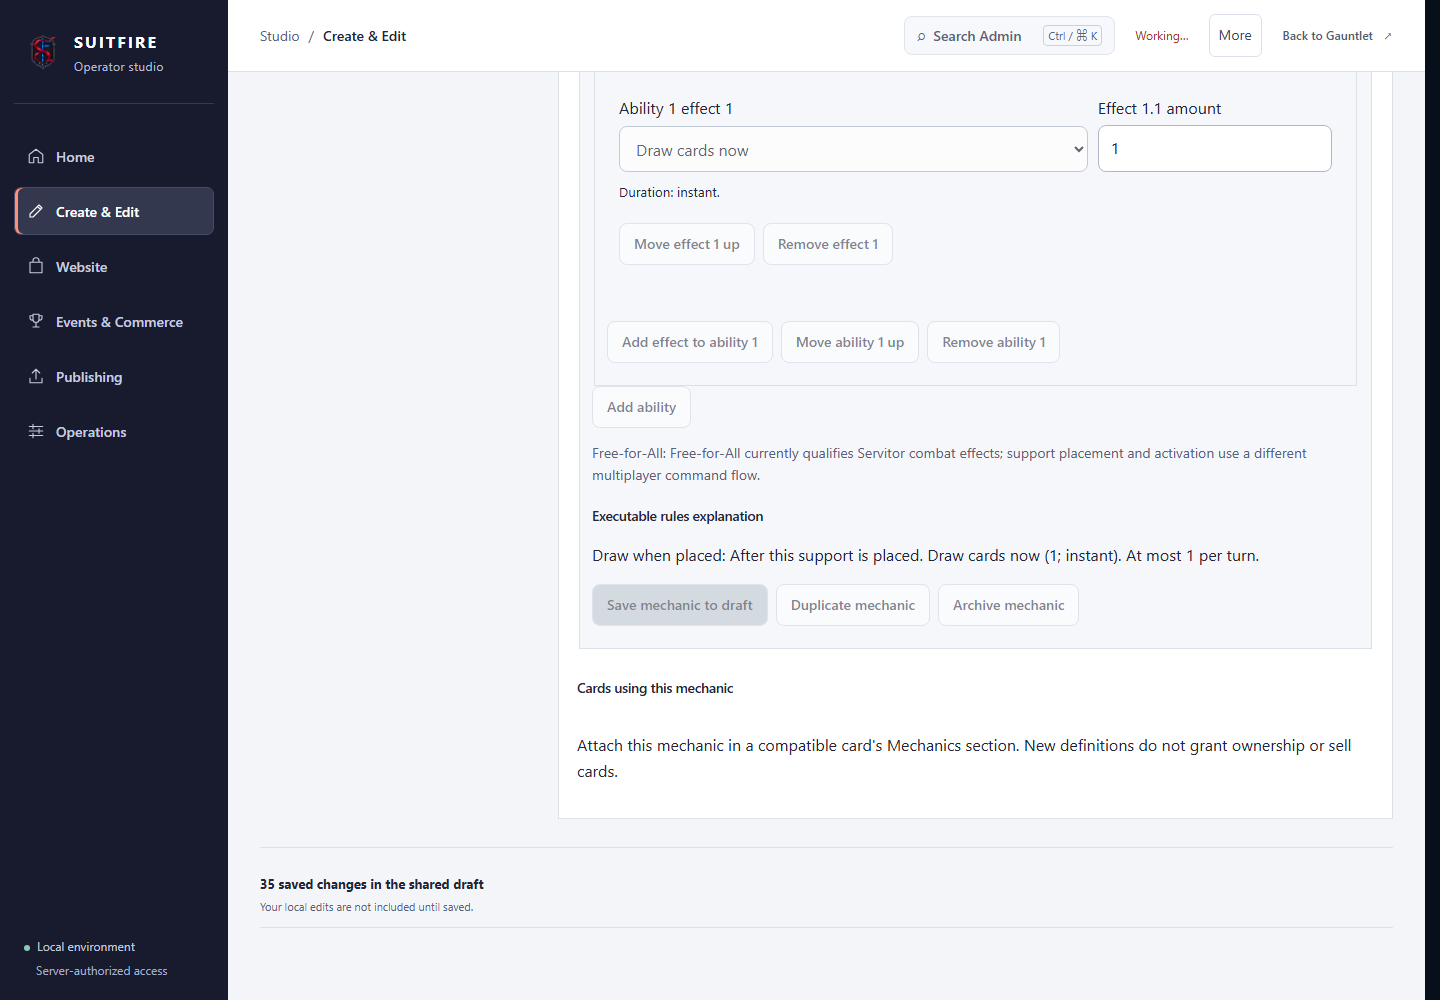 SUITFIRE
Operator studio
Home
Create & Edit
Website
Events & Commerce
Publishing
Operations
Local environment
Server-authorized access
Studio / Create & Edit
Search Admin Ctrl / ⌘ K
Working...
More
Back to Gauntlet ↗
Ability 1 effect 1
Draw cards now
Effect 1.1 amount
1
Duration: instant.
Move effect 1 up
Remove effect 1
Add effect to ability 1
Move ability 1 up
Remove ability 1
Add ability
Free-for-All: Free-for-All currently qualifies Servitor combat effects; support placement and activation use a different
multiplayer command flow.
Executable rules explanation
Draw when placed: After this support is placed. Draw cards now (1; instant). At most 1 per turn.
Save mechanic to draft
Duplicate mechanic
Archive mechanic
Cards using this mechanic
Attach this mechanic in a compatible card's Mechanics section. New definitions do not grant ownership or sell
cards.
35 saved changes in the shared draft
Your local edits are not included until saved.